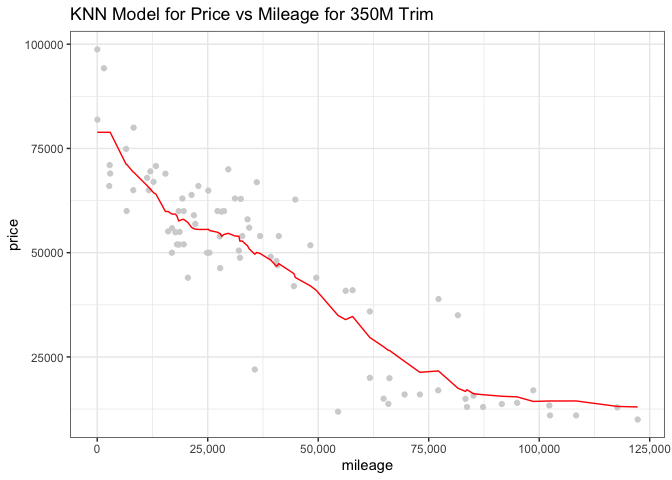 KNN Model for Price vs Mileage for 350M Trim
100000
75000
50000
25000
price
0 25,000 50,000 75,000 100,000 125,000
mileage